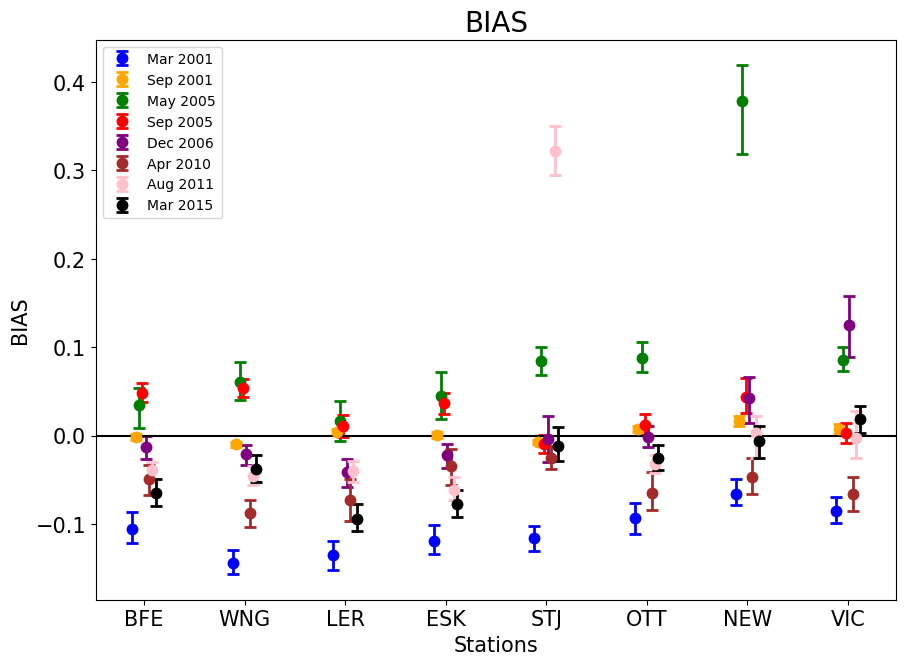 BIAS
Mar 2001
Sep 2001
May 2005
Sep 2005
Dec 2006
Apr 2010
Aug 2011
Mar 2015
0.4
0.3
0.2
0.1
0.0
−0.1
BIAS
BFE WNG LER ESK STJ OTT NEW VIC
Stations